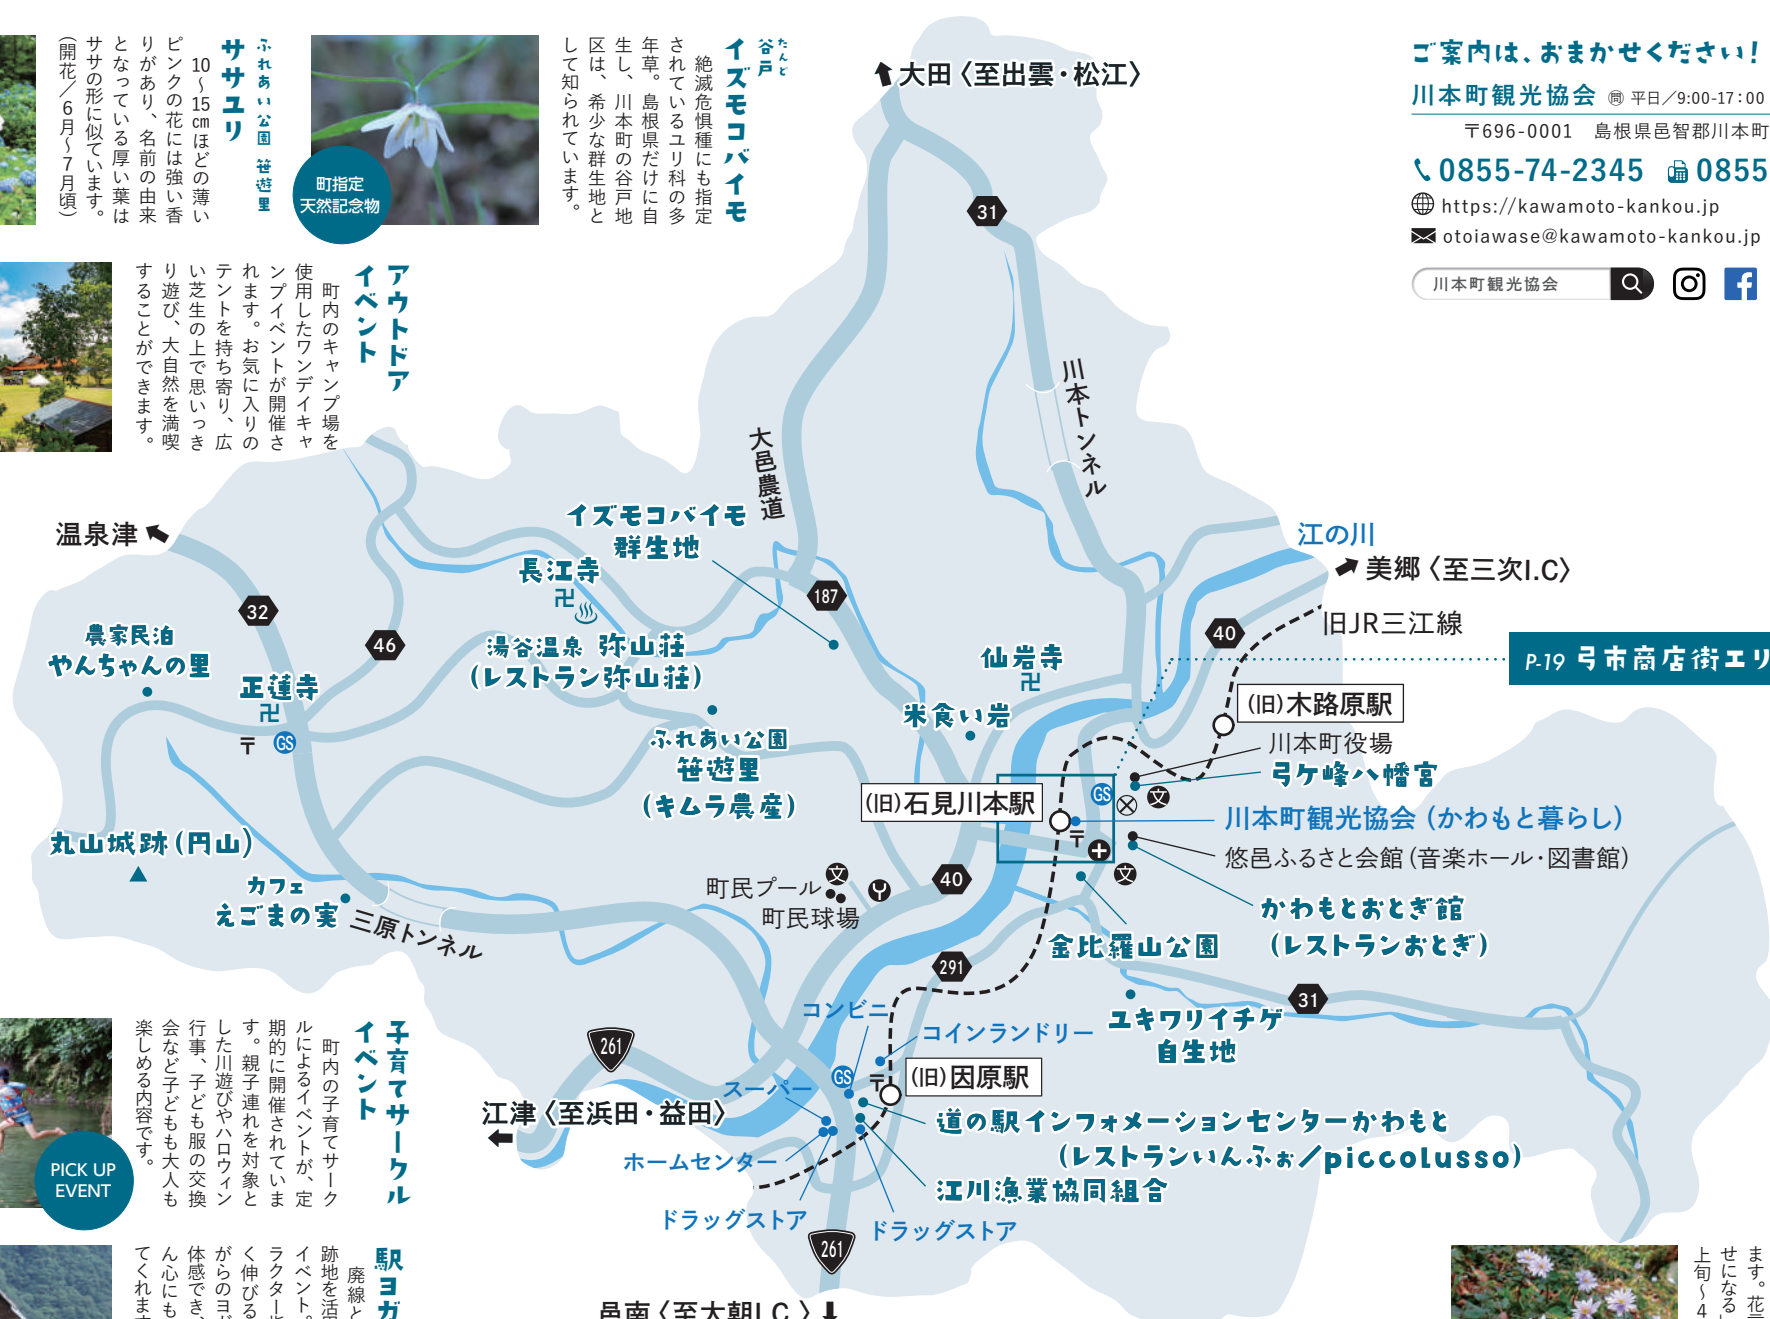 ふれあい公園 笹遊里
ササユリ
10～15㎝ほどの薄い
ピンクの花には強い香
りがあり、名前の由来
となっている厚い葉は
ササの形に似ています。
（開花／6月～7月頃）
町指定
天然記念物
谷戸
たんど
イズモコバイモ
絶滅危惧種にも指定
されているユリ科の多
年草。島根県だけに自
生し、川本町の谷戸地
区は、希少な群生地と
して知られています。
アウトドア
イベント
町内のキャンプ場を
使用したワンデイキャ
ンプイベントが開催さ
れます。お気に入りの
テントを持ち寄り、広
い芝生の上で思いっき
り遊び、大自然を満喫
することができます。
ご案内は、おまかせください！
川本町観光協会 ㉄ 平日／9:00-17:00
〒696-0001 島根県邑智郡川本町
0855-74-2345 0855
https://kawamoto-kankou.jp
otoiawase@kawamoto-kankou.jp
川本町観光協会
大田〈至出雲・松江〉
31
川本トンネル
大邑農道
温泉津
32
46
イズモコバイモ
群生地
長江寺
187
湯谷温泉 弥山荘
(レストラン弥山荘)
農家民泊
やんちゃんの里
正蓮寺
〒 GS
ふれあい公園
笹遊里
(キムラ農産)
仙岩寺
米食い岩
江の川
美郷〈至三次I.C〉
40
旧JR三江線
P-19 弓市商店街エリ
(旧)木路原駅
川本町役場
弓ケ峰八幡宮
(旧)石見川本駅
GS
文
川本町観光協会 (かわもと暮らし)
〒
悠邑ふるさと会館(音楽ホール・図書館)
文
かわもとおとぎ館
(レストランおとぎ)
金比羅山公園
丸山城跡(円山)
カフェ
えごまの実
三原トンネル
町民プール
文
町民球場
40
291
31
ユキワリイチゲ
自生地
コンビニ
コインランドリー
261
GS
〒
(旧)因原駅
スーパー
江津〈至浜田・益田〉
道の駅インフォメーションセンターかわもと
(レストランいんふぉ／piccolusso)
ホームセンター
江川漁業協同組合
ドラッグストア
ドラッグストア
261
邑南〈至大朝I.C〉
子育てサークル
イベント
町内の子育てサーク
ルによるイベントが、定
期的に開催されていま
す。親子連れを対象と
した川遊びやハロウィン
行事、子ども服の交換
会など子どもも大人も
楽しめる内容です。
PICK UP
EVENT
駅ヨガ
廃線と
跡地を活用
イベント。
ラクター指
く伸びる
がらのヨガ
体感でき、
ん心にも
てくれます
ます。花言
せになる
上旬～4